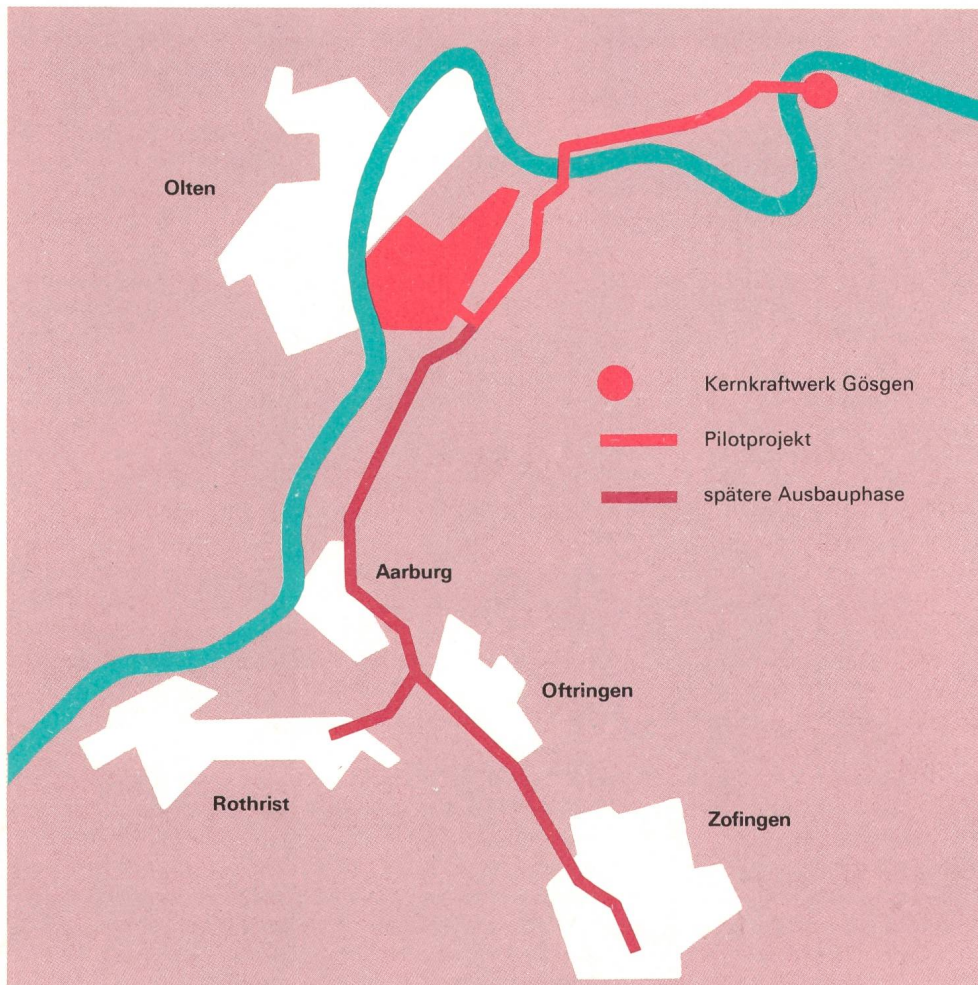 Olten
Kernkraftwerk Gösgen
Pilotprojekt
spätere Ausbauphase
Aarburg
Oftringen
Rothrist
Zofingen